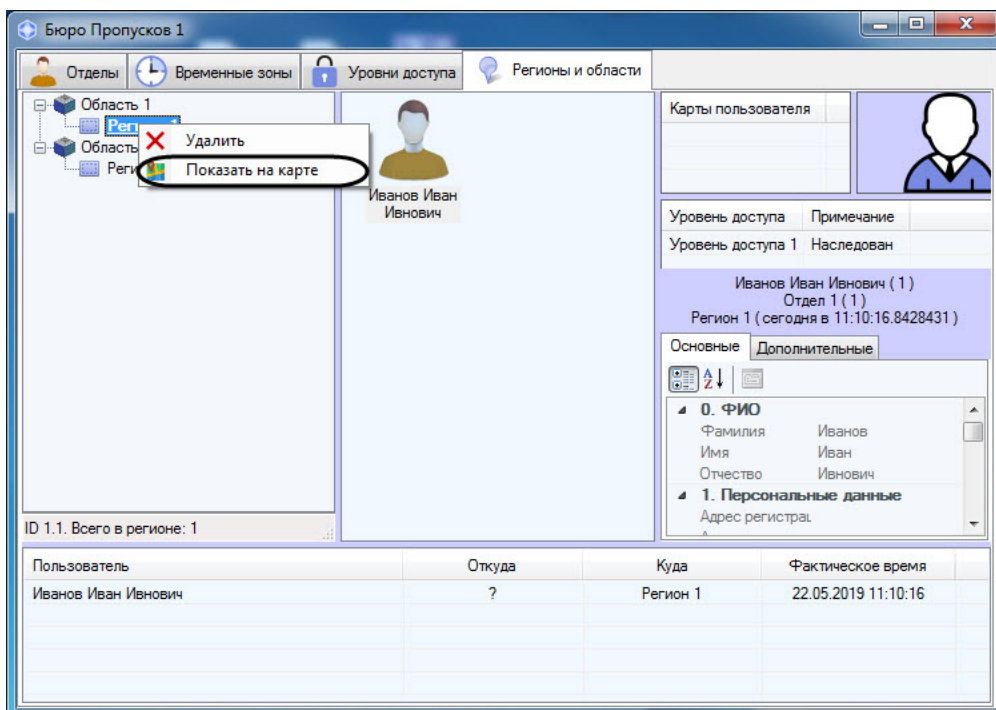 Бюро Пропусков 1
Отделы
Временные зоны
Уровни доступа
Регионы и области
Область 1
Удалить
Область
Показать на карте
ID 1.1. Всего в регионе: 1
Иванов Иван
Ивнович
Карты пользователя
Уровень доступа Примечание
Уровень доступа 1 Наследован
Иванов Иван Ивнович ( 1 )
Отдел 1 ( 1 )
Регион 1 ( сегодня в 11:10:16.8428431 )
Основные Дополнительные
0. ФИО
Фамилия Иванов
Имя Иван
Отчество Ивнович
1. Персональные данные
Адрес регистрац
Пользователь Откуда Куда Фактическое время
Иванов Иван Ивнович ? Регион 1 22.05.2019 11:10:16